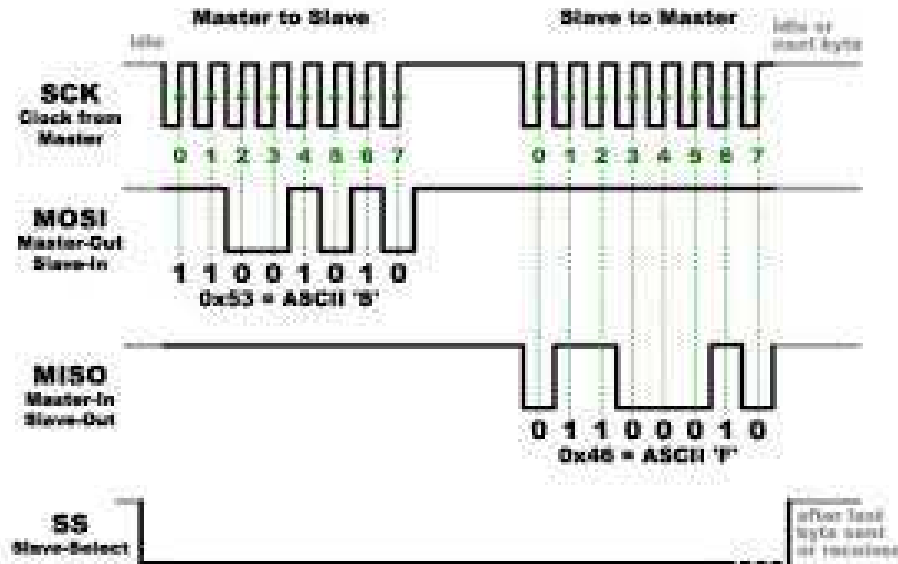 Master to Slave
Slave to Master
Idle
Idle or
next byte
SCK
Clock from
Master
0 1 2 3 4 5 6 7
0 1 2 3 4 5 6 7
MOSI
Master-Out
Slave-In
1 1 0 0 1 0 1 0
0x53 = ASCII 'S'
MISO
Master-In
Slave-Out
0 1 1 0 0 0 1 0
0x46 = ASCII 'F'
SS
Slave-Select
after last
byte sent
or received